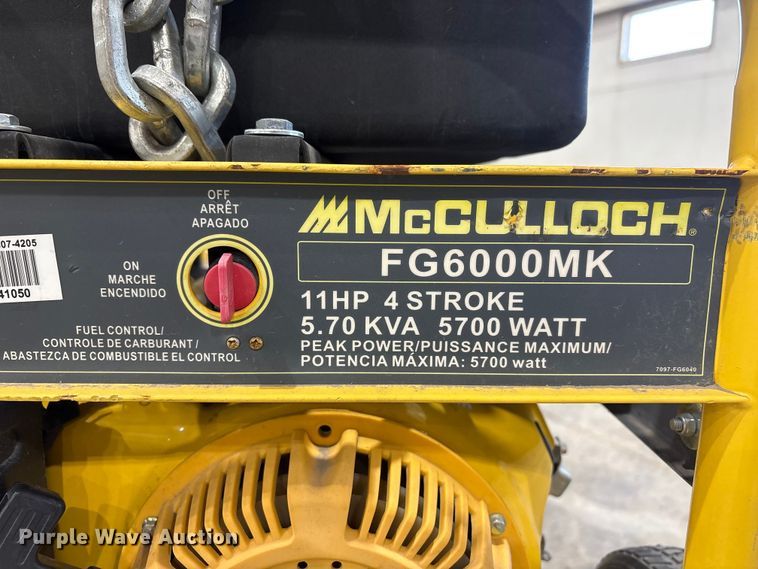 07-4205
41050
OFF
ARRÊT
APAGADO
ON
MARCHE
ENCENDIDO
FUEL CONTROL/
CONTROLE DE CARBURANT/
ABASTEZCA DE COMBUSTIBLE EL CONTROL
McCULLOCH®
FG6000MK
11HP 4 STROKE
5.70 KVA 5700 WATT
PEAK POWER/PUISSANCE MAXIMUM/
POTENCIA MÁXIMA: 5700 watt
7097-FG6040
Purple Wave Auction